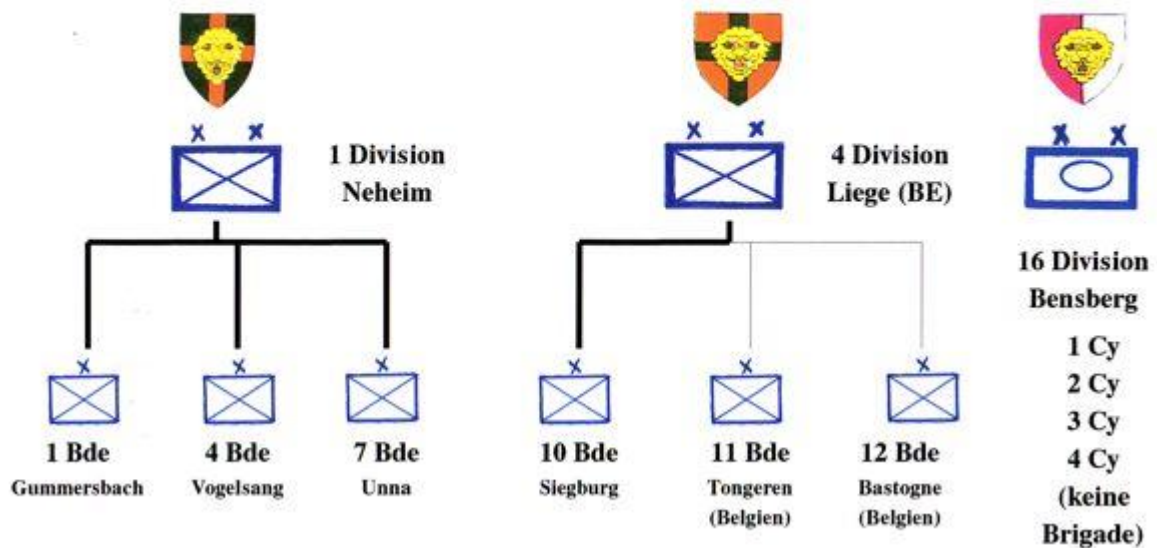 1 Division
Neheim
4 Division
Liege (BE)
16 Division
Bensberg
1 Cy
2 Cy
3 Cy
4 Cy
(keine
Brigade)
1 Bde
Gummersbach
4 Bde
Vogelsang
7 Bde
Unna
10 Bde
Siegburg
11 Bde
Tongeren
(Belgien)
12 Bde
Bastogne
(Belgien)